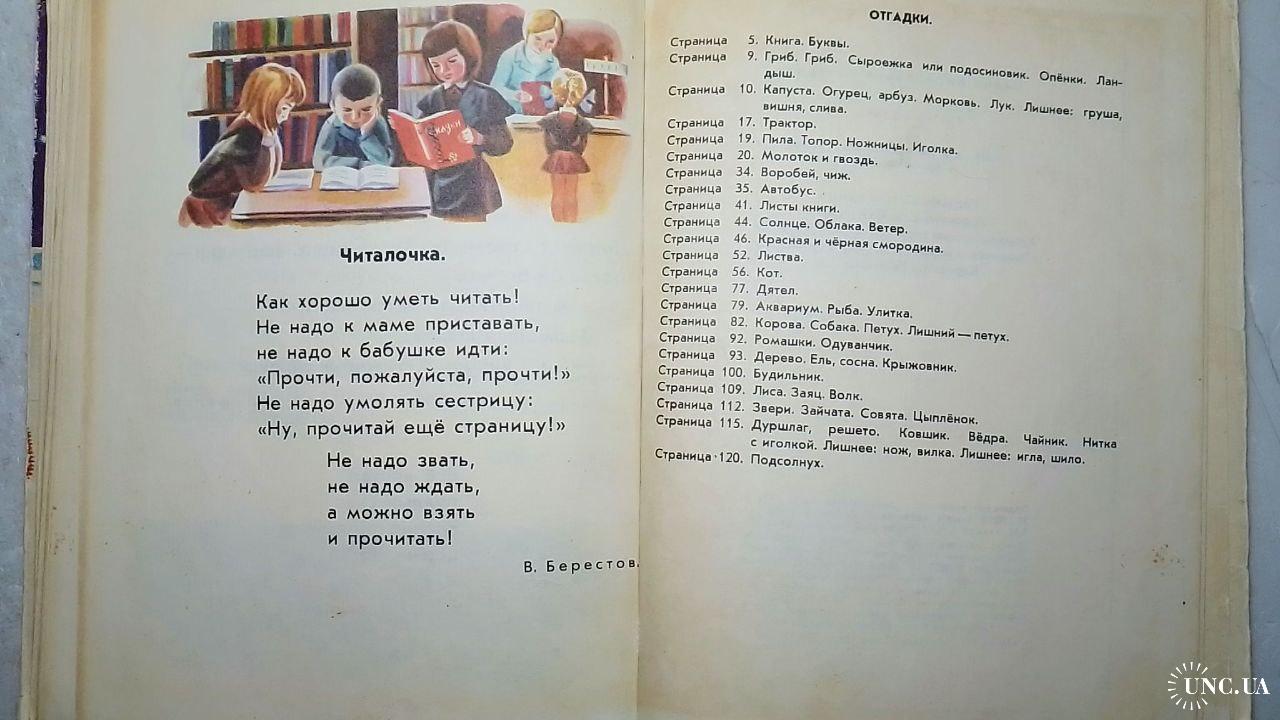 Сказки
Читалочка.
Как хорошо уметь читать!
Не надо к маме приставать,
не надо к бабушке идти:
«Прочти, пожалуйста, прочти!»
Не надо умолять сестрицу:
«Ну, прочитай ещё страницу!»
Не надо звать,
не надо ждать,
а можно взять
и прочитать!
В. Берестов.
ОТГАДКИ.
Страница 5. Книга. Буквы.
Страница 9. Гриб. Гриб. Сыроежка или подосиновик. Опёнки. Лан-
дыш.
Страница 10. Капуста. Огурец, арбуз. Морковь. Лук. Лишнее: груша,
вишня, слива.
Страница 17. Трактор.
Страница 19. Пила. Топор. Ножницы. Иголка.
Страница 20. Молоток и гвоздь.
Страница 34. Воробей, чиж.
Страница 35. Автобус.
Страница 41. Листы книги.
Страница 44. Солнце. Облака. Ветер.
Страница 46. Красная и чёрная смородина.
Страница 52. Листва.
Страница 56. Кот.
Страница 77. Дятел.
Страница 79. Аквариум. Рыба. Улитка.
Страница 82. Корова. Собака. Петух. Лишний — петух.
Страница 92. Ромашки. Одуванчик.
Страница 93. Дерево. Ель, сосна. Крыжовник.
Страница 100. Будильник.
Страница 109. Лиса. Заяц. Волк.
Страница 112. Звери. Зайчата. Совята. Цыплёнок.
Страница 115. Дуршлаг, решето. Ковшик. Вёдра. Чайник. Нитка
с иголкой. Лишнее: нож, вилка. Лишнее: игла, шило.
Страница 120. Подсолнух.
UNC.UA